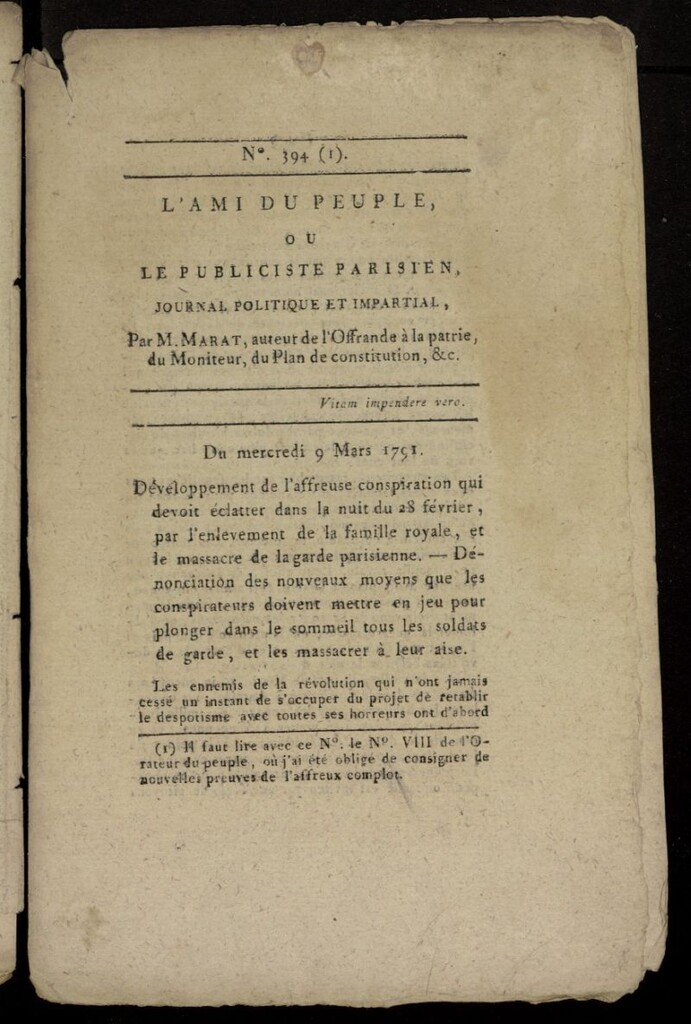 Nº. 394 (1).
L'AMI DU PEUPLE,
OU
LE PUBLICISTE PARISIEN,
JOURNAL POLITIQUE ET IMPARTIAL,
Par M. MARAT, auteur de l'Offrande à la patrie,
du Moniteur, du Plan de constitution, &c.
Vitam impendere vero.
Du mercredi 9 Mars 1791.
Développement de l'affreuse conspiration qui
devoit éclatter dans la nuit du 28 février,
par l'enlevement de la famille royale, et
le massacre de la garde parisienne. — Dé-
nonciation des nouveaux moyens que les
conspirateurs doivent mettre en jeu pour
plonger dans le sommeil tous les soldats
de garde, et les massacrer à leur aise.
Les ennemis de la révolution qui n'ont jamais
cessé un instant de s'occuper du projet de retablir
le despotisme avec toutes ses horreurs ont d'abord
(1) Il faut lire avec ce Nº. le Nº. VIII de l'O-
rateur du peuple, où j'ai été obligé de consigner de
nouvelles preuves de l'affreux complot.